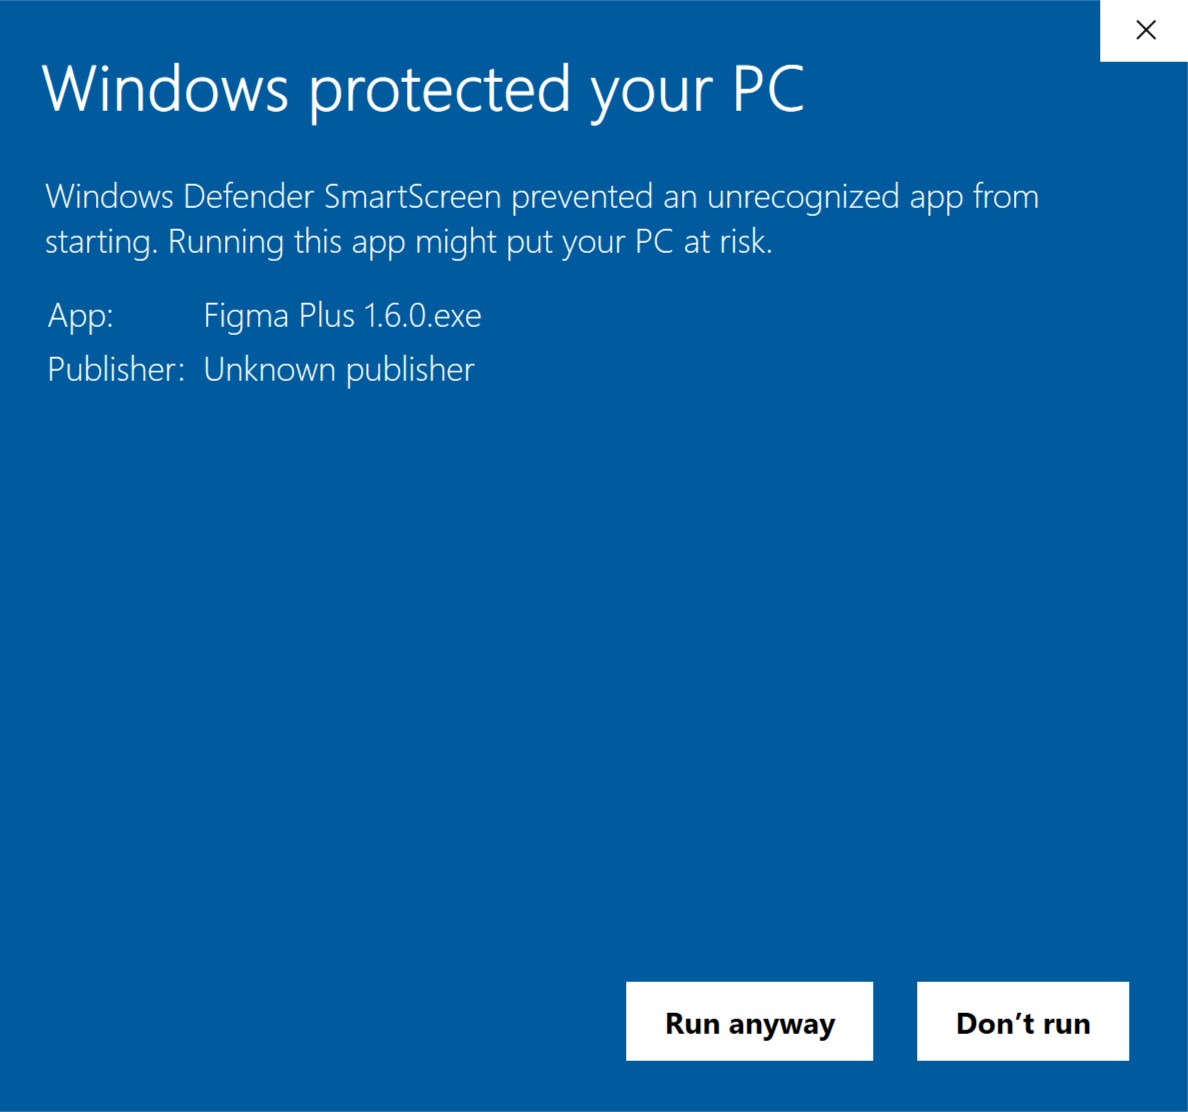 Windows protected your PC
Windows Defender SmartScreen prevented an unrecognized app from
starting. Running this app might put your PC at risk.
App: Figma Plus 1.6.0.exe
Publisher: Unknown publisher
Run anyway Don’t run